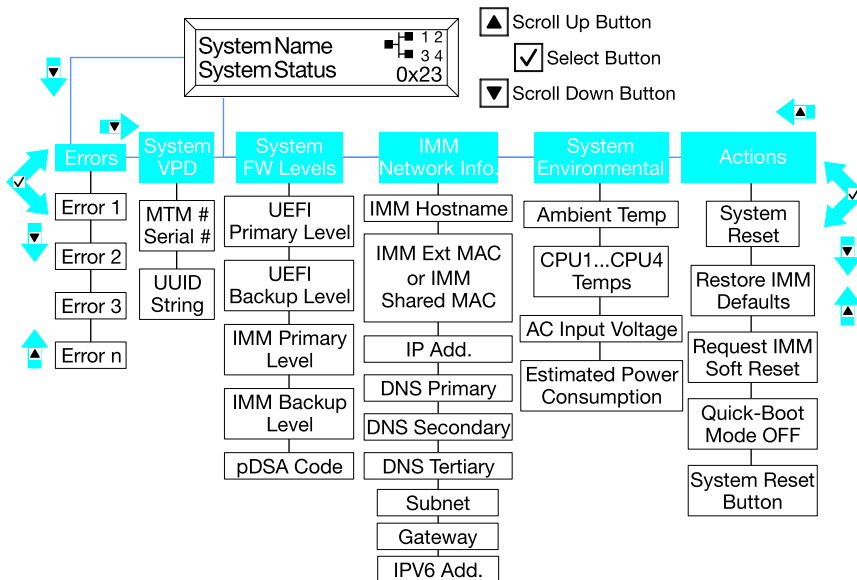 System Name
1 2
System Status
3 4
0x23
Scroll Up Button
Select Button
Scroll Down Button
Errors
Error 1
Error 2
Error 3
Error n
System
VPD
MTM #
Serial #
UUID
String
System
FW Levels
UEFI
Primary Level
UEFI
Backup Level
IMM Primary
Level
IMM Backup
Level
pDSA Code
IMM
Network Info.
IMM Hostname
IMM Ext MAC
or IMM
Shared MAC
IP Add.
DNS Primary
DNS Secondary
DNS Tertiary
Subnet
Gateway
IPV6 Add.
System
Environmental
Ambient Temp
CPU1...CPU4
Temps
AC Input Voltage
Estimated Power
Consumption
Actions
System
Reset
Restore IMM
Defaults
Request IMM
Soft Reset
Quick-Boot
Mode OFF
System Reset
Button